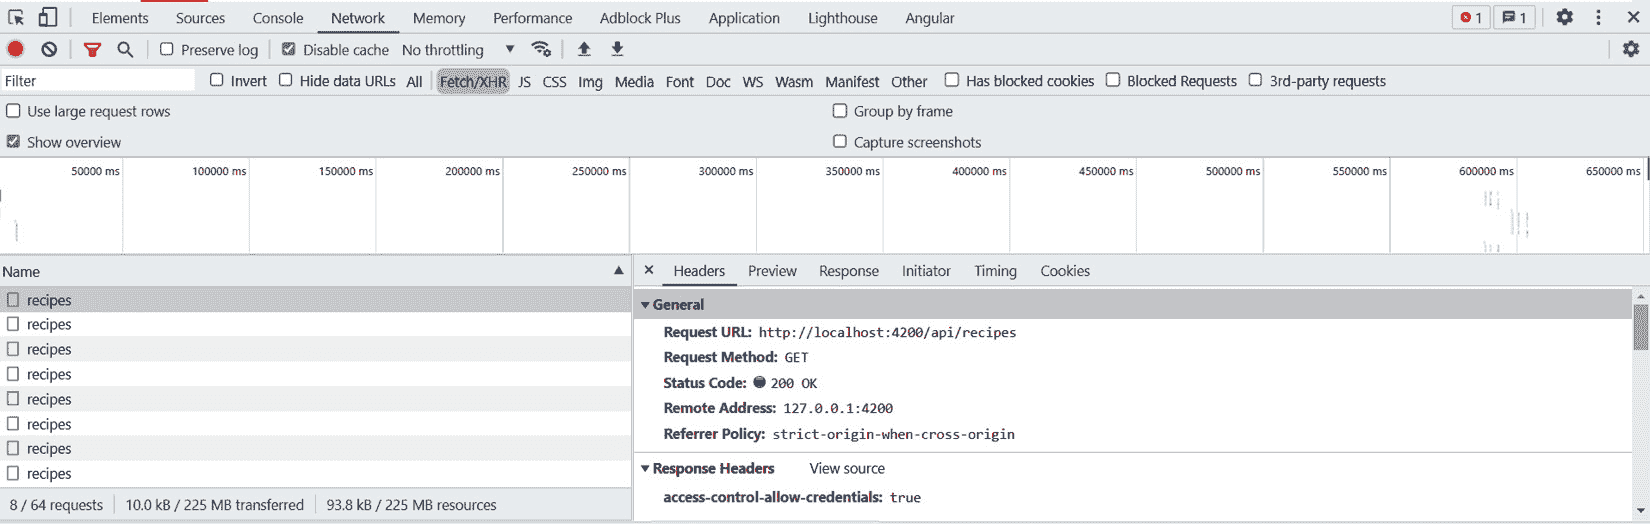 Elements Sources Console Network Memory Performance Adblock Plus Application Lighthouse Angular 1 1
Preserve log Disable cache No throttling
Filter Invert Hide data URLs All Fetch/XHR JS CSS Img Media Font Doc WS Wasm Manifest Other Has blocked cookies Blocked Requests 3rd-party requests
Use large request rows Group by frame
Show overview Capture screenshots
50000 ms 100000 ms 150000 ms 200000 ms 250000 ms 300000 ms 350000 ms 400000 ms 450000 ms 500000 ms 550000 ms 600000 ms 650000 ms
Name
recipes
recipes
recipes
recipes
recipes
recipes
recipes
recipes
8 / 64 requests 10.0 kB / 225 MB transferred 93.8 kB / 225 MB resources
Headers Preview Response Initiator Timing Cookies
General
Request URL: http://localhost:4200/api/recipes
Request Method: GET
Status Code: 200 OK
Remote Address: 127.0.0.1:4200
Referrer Policy: strict-origin-when-cross-origin
Response Headers View source
access-control-allow-credentials: true